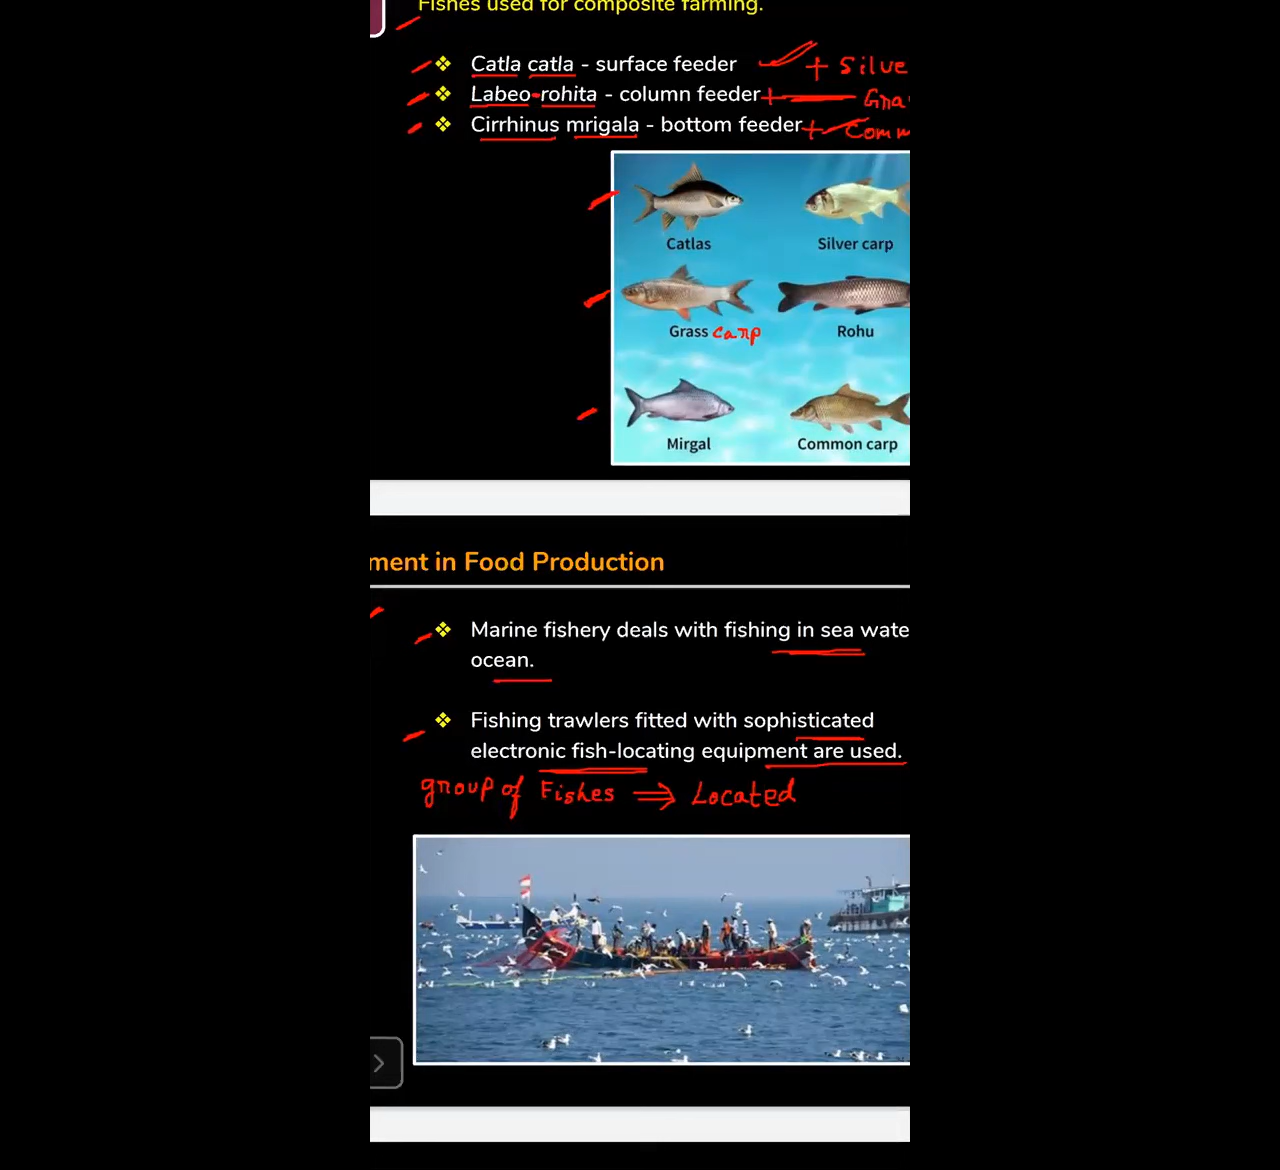 Fishes used for composite farming.
❖ Catla catla - surface feeder + Silve
❖ Labeo rohita - column feeder + Gra
❖ Cirrhinus mrigala - bottom feeder + Comm
Catlas Silver carp
Grass carp Rohu
Mirgal Common carp
ment in Food Production
❖ Marine fishery deals with fishing in sea wate
ocean.
❖ Fishing trawlers fitted with sophisticated
electronic fish-locating equipment are used.
group of Fishes ⇒ Located